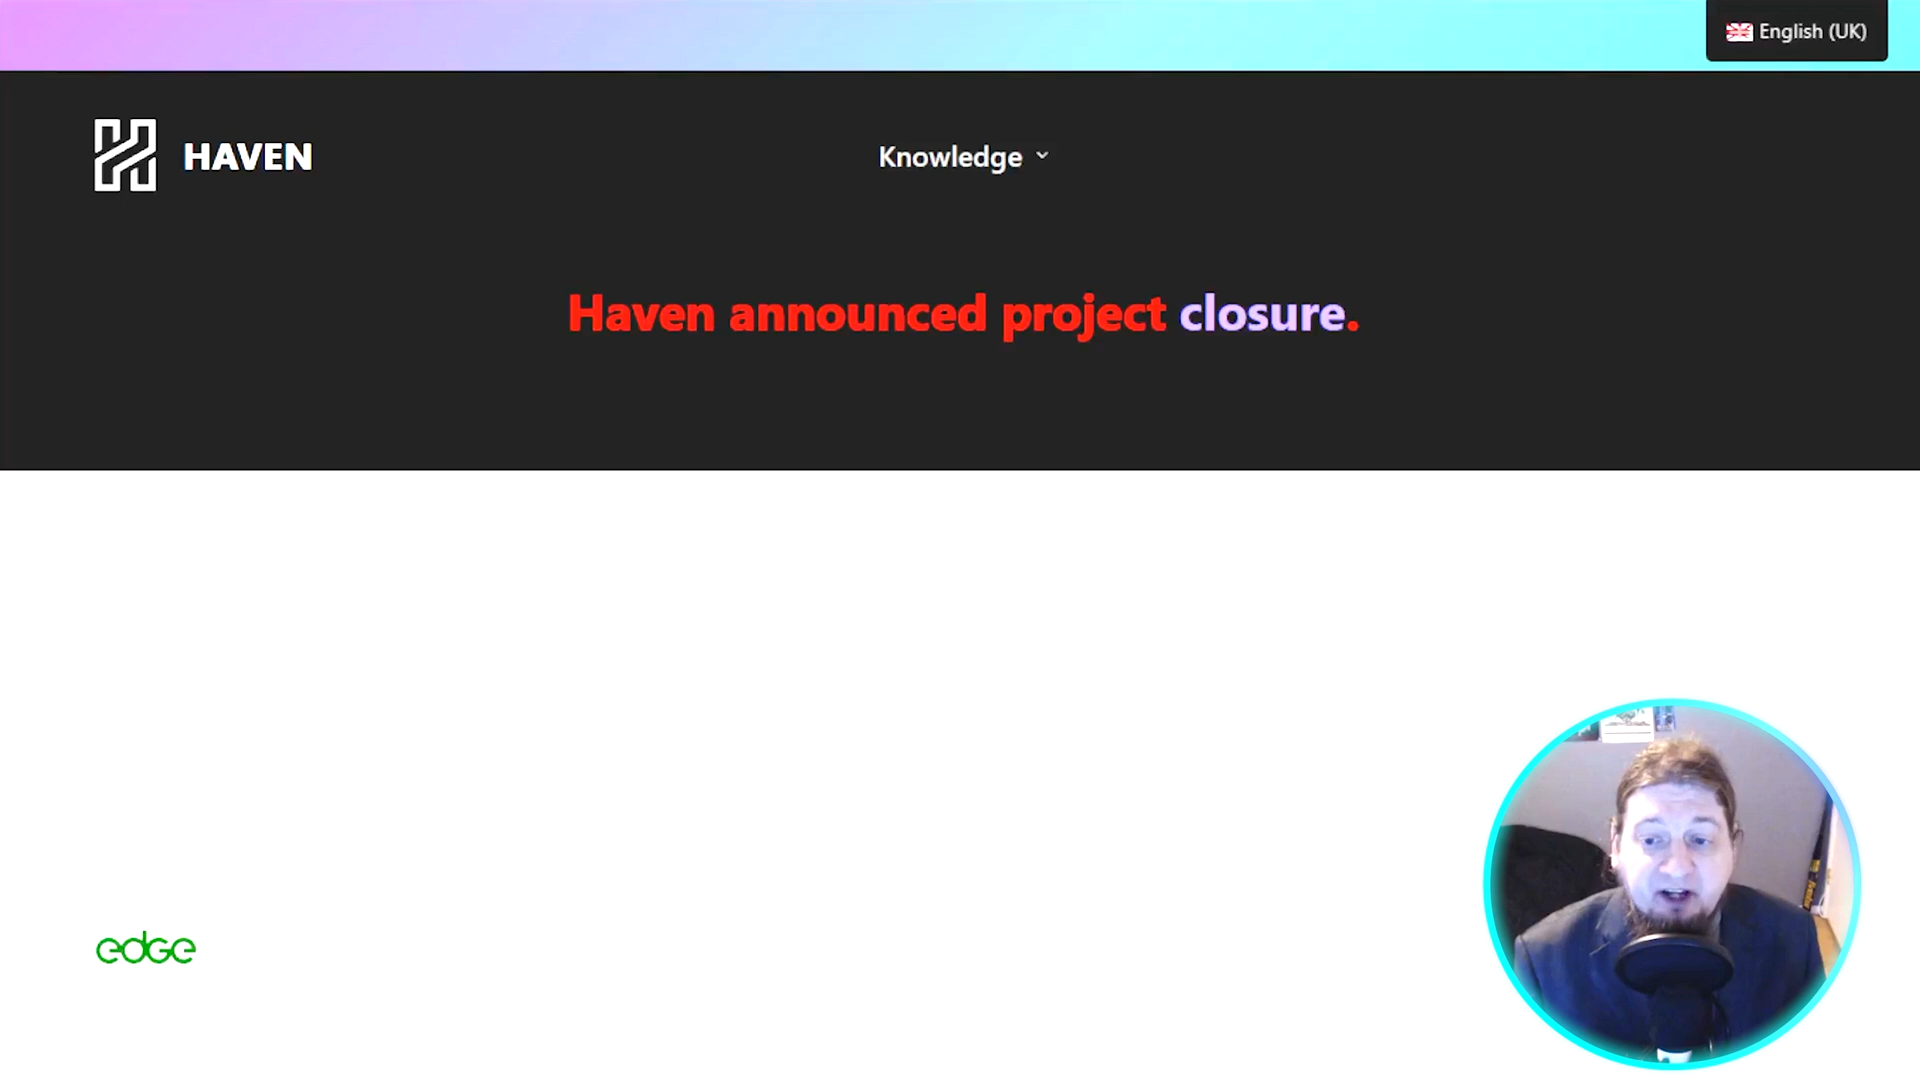 English (UK)
HAVEN
Knowledge
Haven announced project closure.
edge